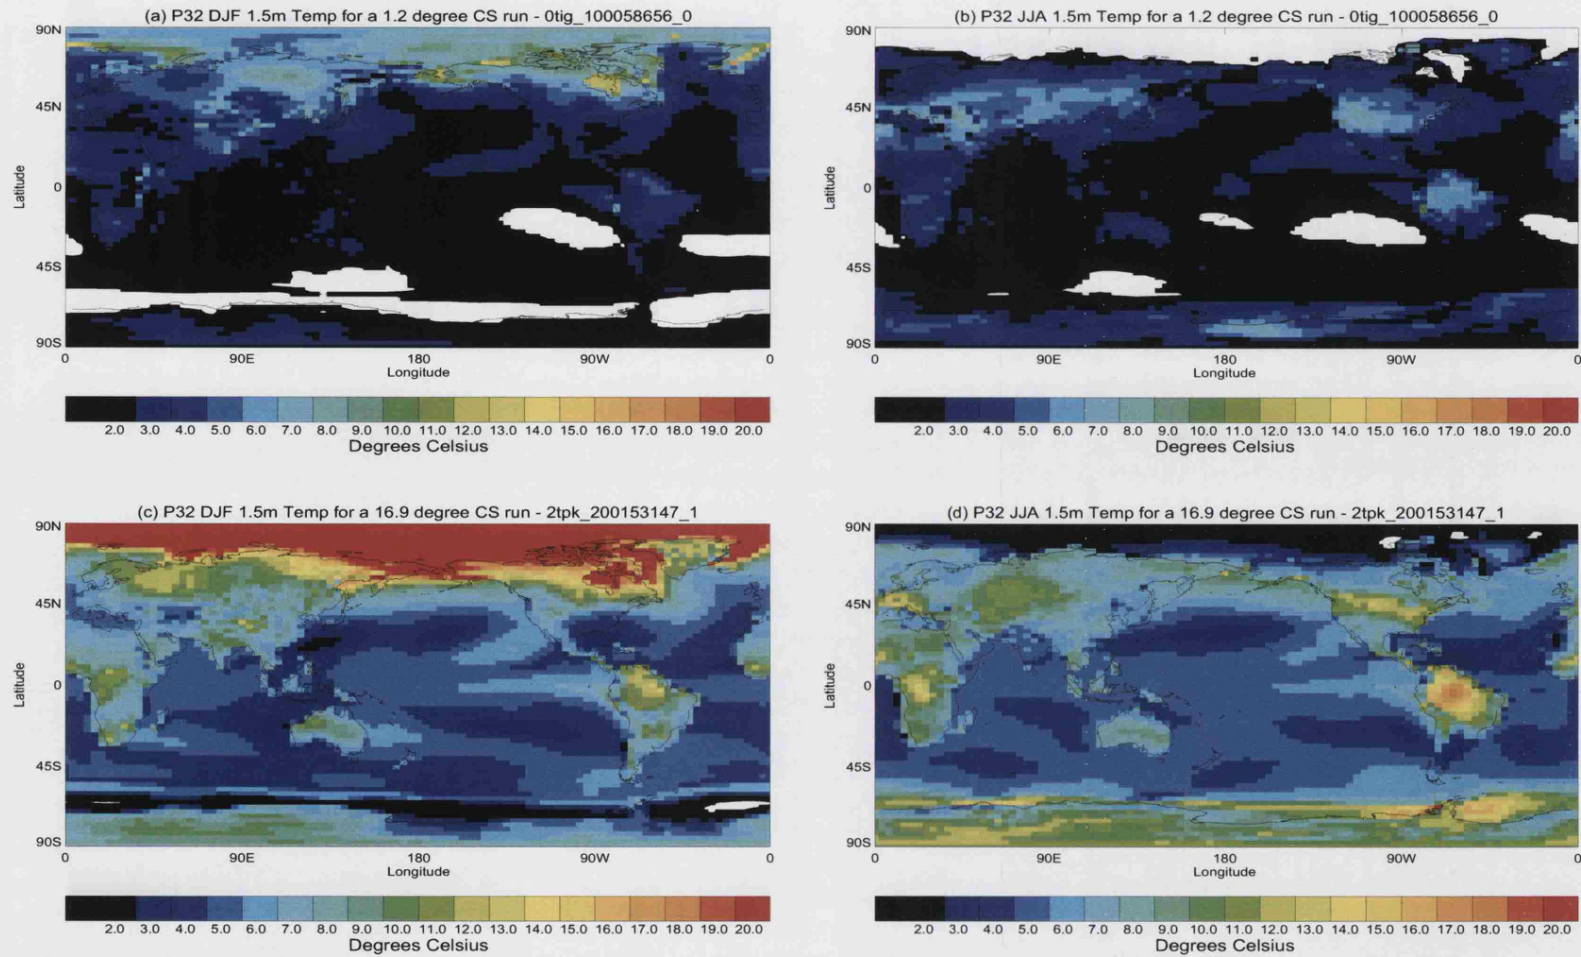 (a) P32 DJF 1.5m Temp for a 1.2 degree CS run - 0tig_100058656_0
90N
45N
0
45S
90S
Latitude
0 90E 180 90W 0
Longitude
2.0 3.0 4.0 5.0 6.0 7.0 8.0 9.0 10.0 11.0 12.0 13.0 14.0 15.0 16.0 17.0 18.0 19.0 20.0
Degrees Celsius
(b) P32 JJA 1.5m Temp for a 1.2 degree CS run - 0tig_100058656_0
90N
45N
0
45S
90S
Latitude
0 90E 180 90W 0
Longitude
2.0 3.0 4.0 5.0 6.0 7.0 8.0 9.0 10.0 11.0 12.0 13.0 14.0 15.0 16.0 17.0 18.0 19.0 20.0
Degrees Celsius
(c) P32 DJF 1.5m Temp for a 16.9 degree CS run - 2tpk_200153147_1
90N
45N
0
45S
90S
Latitude
0 90E 180 90W 0
Longitude
2.0 3.0 4.0 5.0 6.0 7.0 8.0 9.0 10.0 11.0 12.0 13.0 14.0 15.0 16.0 17.0 18.0 19.0 20.0
Degrees Celsius
(d) P32 JJA 1.5m Temp for a 16.9 degree CS run - 2tpk_200153147_1
90N
45N
0
45S
90S
Latitude
0 90E 180 90W 0
Longitude
2.0 3.0 4.0 5.0 6.0 7.0 8.0 9.0 10.0 11.0 12.0 13.0 14.0 15.0 16.0 17.0 18.0 19.0 20.0
Degrees Celsius